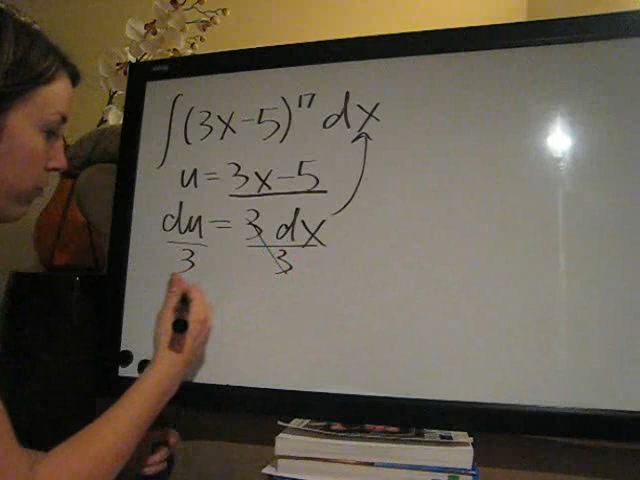 ∫(3x-5)^17 dx
u = 3x-5
du/3 = 3 dx/3